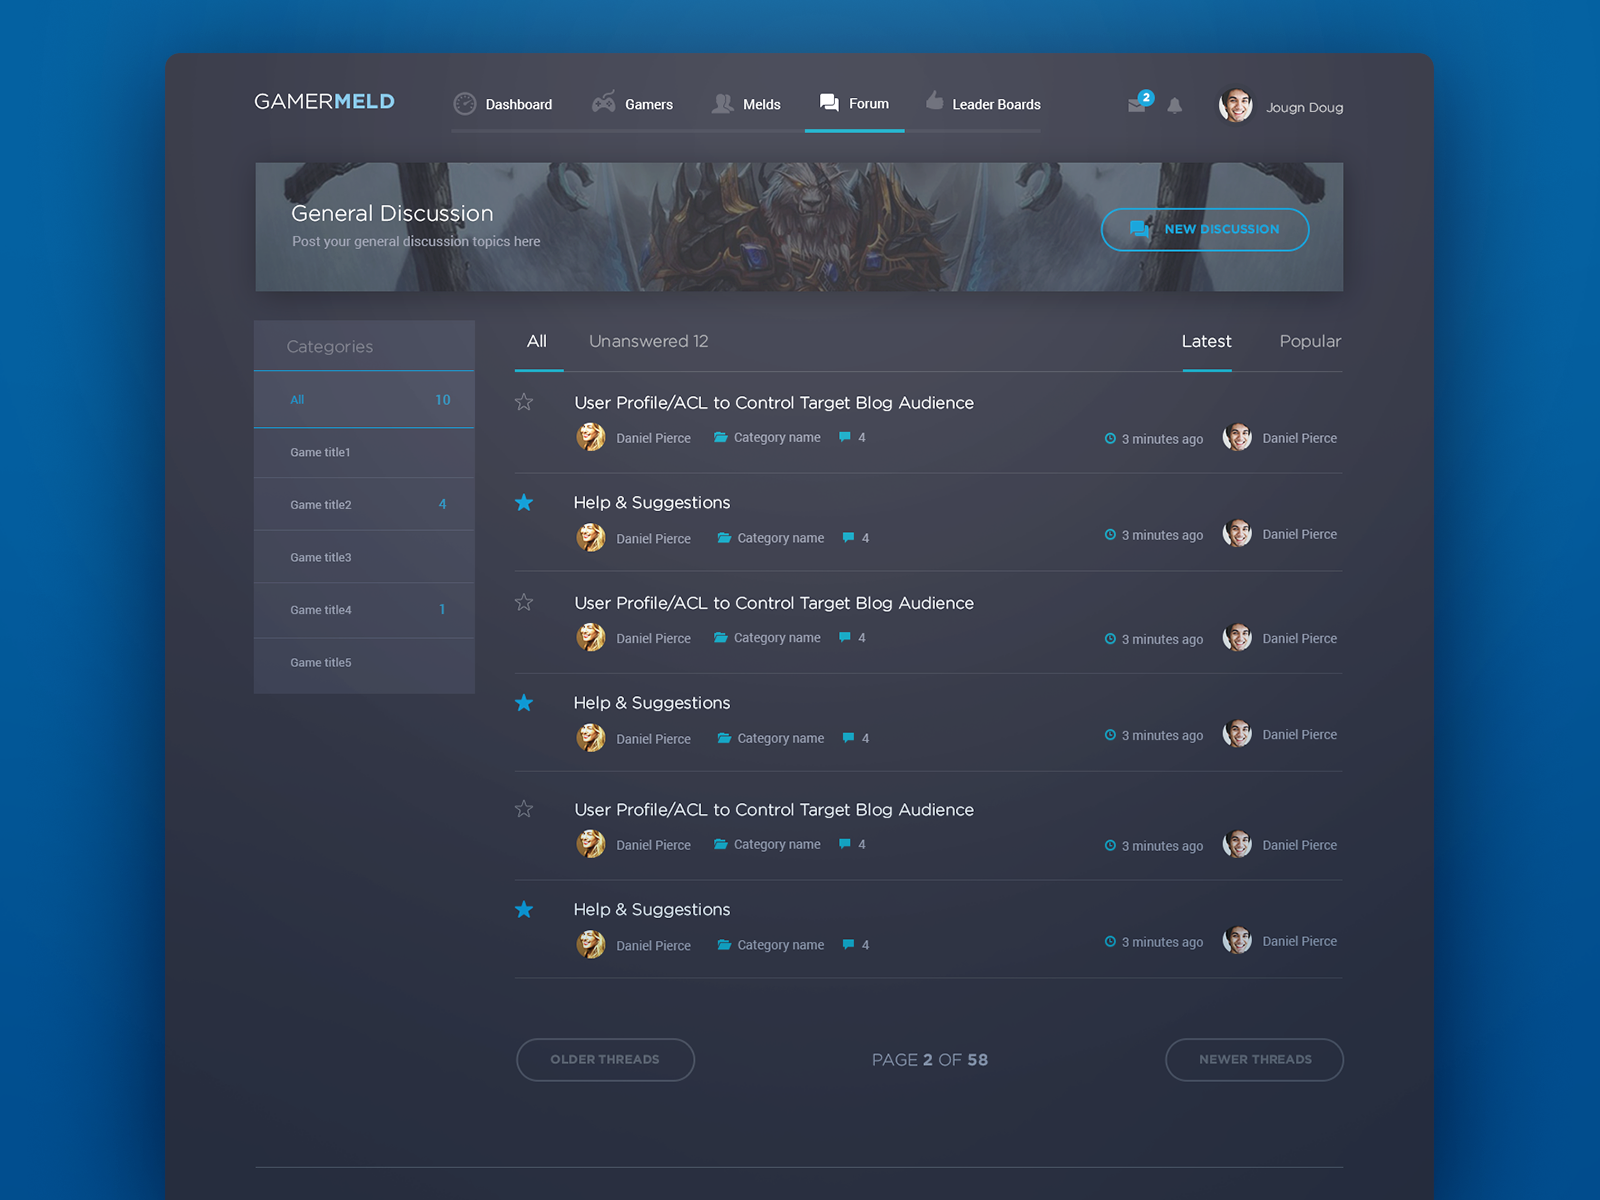 GAMERMELD
Dashboard
Gamers
Melds
Forum
Leader Boards
2
Jougn Doug
General Discussion
Post your general discussion topics here
NEW DISCUSSION
Categories
All 10
Game title1
Game title2 4
Game title3
Game title4 1
Game title5
All
Unanswered 12
Latest
Popular
User Profile/ACL to Control Target Blog Audience
Daniel Pierce Category name 4 3 minutes ago Daniel Pierce
Help & Suggestions
Daniel Pierce Category name 4 3 minutes ago Daniel Pierce
User Profile/ACL to Control Target Blog Audience
Daniel Pierce Category name 4 3 minutes ago Daniel Pierce
Help & Suggestions
Daniel Pierce Category name 4 3 minutes ago Daniel Pierce
User Profile/ACL to Control Target Blog Audience
Daniel Pierce Category name 4 3 minutes ago Daniel Pierce
Help & Suggestions
Daniel Pierce Category name 4 3 minutes ago Daniel Pierce
OLDER THREADS
PAGE 2 OF 58
NEWER THREADS